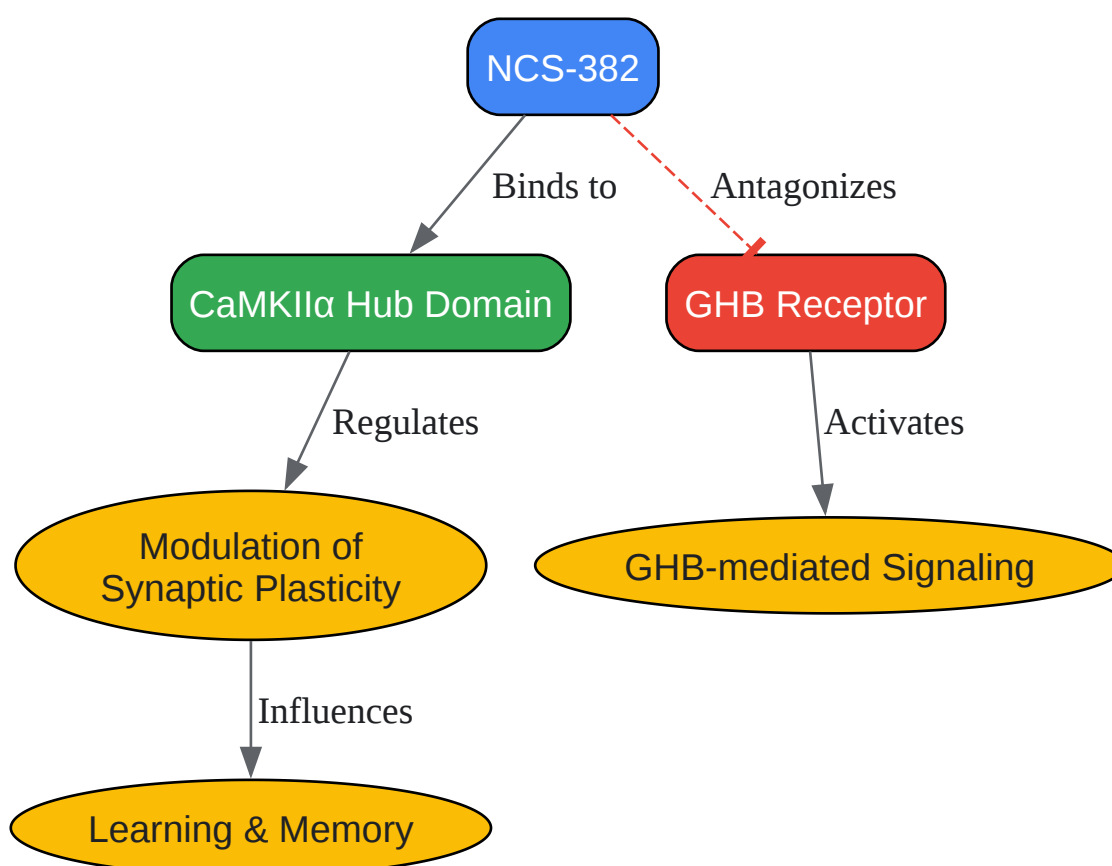 NCS-382
Binds to
Antagonizes
CaMKIIα Hub Domain
GHB Receptor
Regulates
Activates
Modulation of
Synaptic Plasticity
GHB-mediated Signaling
Influences
Learning & Memory